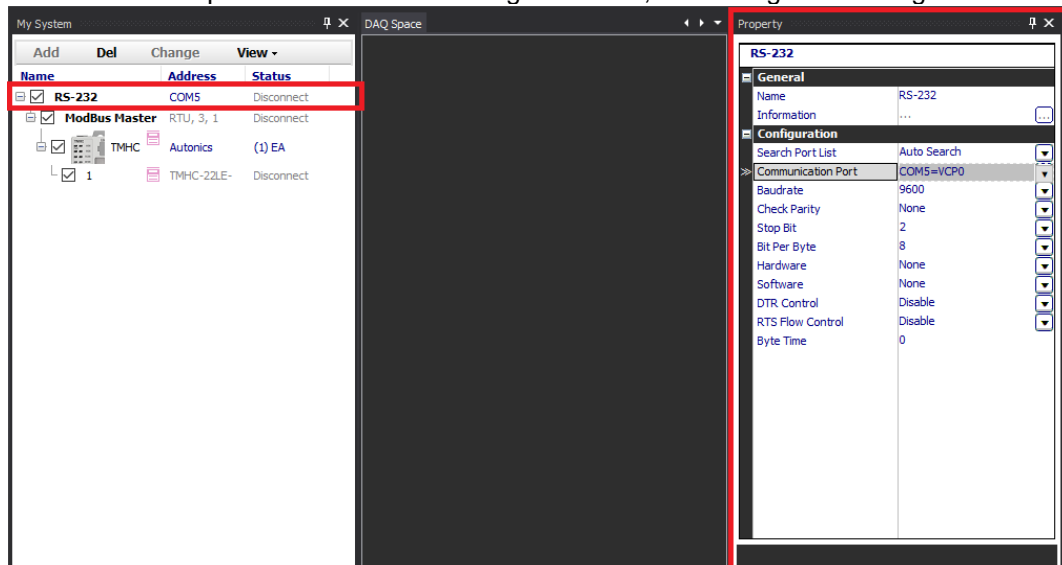 My System
Add Del Change View
Name Address Status
RS-232 COM5 Disconnect
ModBus Master RTU, 3, 1 Disconnect
TMHC Autonics (1) EA
1 TMHC-22LE- Disconnect
DAQ Space
Property
RS-232
General
Name RS-232
Information ... ...
Configuration
Search Port List Auto Search
Communication Port COM5=VCP0
Baudrate 9600
Check Parity None
Stop Bit 2
Bit Per Byte 8
Hardware None
Software None
DTR Control Disable
RTS Flow Control Disable
Byte Time 0